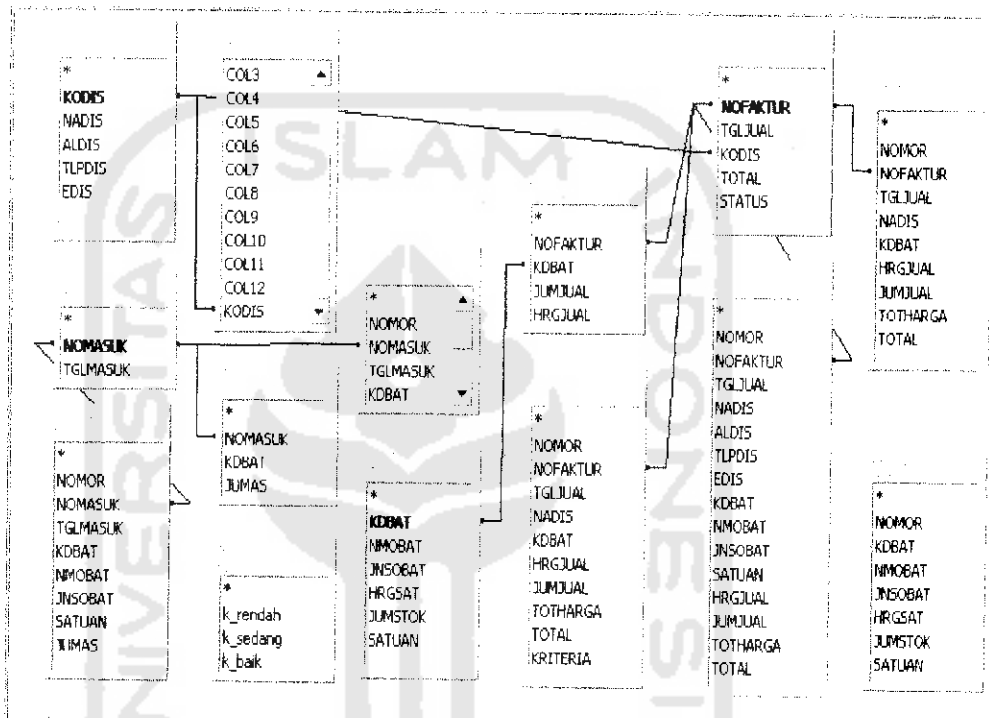 *
KODIS
NADIS
ALDIS
TLPDIS
EDIS
COL3
COL4
COL5
COL6
COL7
COL8
COL9
COL10
COL11
COL12
KODIS
*
NOFAKTUR
TGLJUAL
KODIS
TOTAL
STATUS
*
NOMOR
NOFAKTUR
TGLJUAL
NADIS
KDBAT
HRGJUAL
JUMJUAL
TOTHARGA
TOTAL
*
NOFAKTUR
KDBAT
JUMJUAL
HRGJUAL
*
NOMASUK
TGLMASUK
*
NOMOR
NOMASUK
TGLMASUK
KDBAT
*
NOMASUK
KDBAT
JUMAS
*
NOMOR
NOMASUK
TGLMASUK
KDBAT
NMOBAT
JNSOBAT
SATUAN
JUMAS
*
k_rendah
k_sedang
k_baik
*
KDBAT
NMOBAT
JNSOBAT
HRGSAT
JUMSTOK
SATUAN
*
NOMOR
NOFAKTUR
TGLJUAL
NADIS
KDBAT
HRGJUAL
JUMJUAL
TOTHARGA
TOTAL
KRITERIA
*
NOMOR
NOFAKTUR
TGLJUAL
NADIS
ALDIS
TLPDIS
EDIS
KDBAT
NMOBAT
JNSOBAT
SATUAN
HRGJUAL
JUMJUAL
TOTHARGA
TOTAL
*
NOMOR
KDBAT
NMOBAT
JNSOBAT
HRGSAT
JUMSTOK
SATUAN
UNIVERSITAS
ISLAM
INDONESI